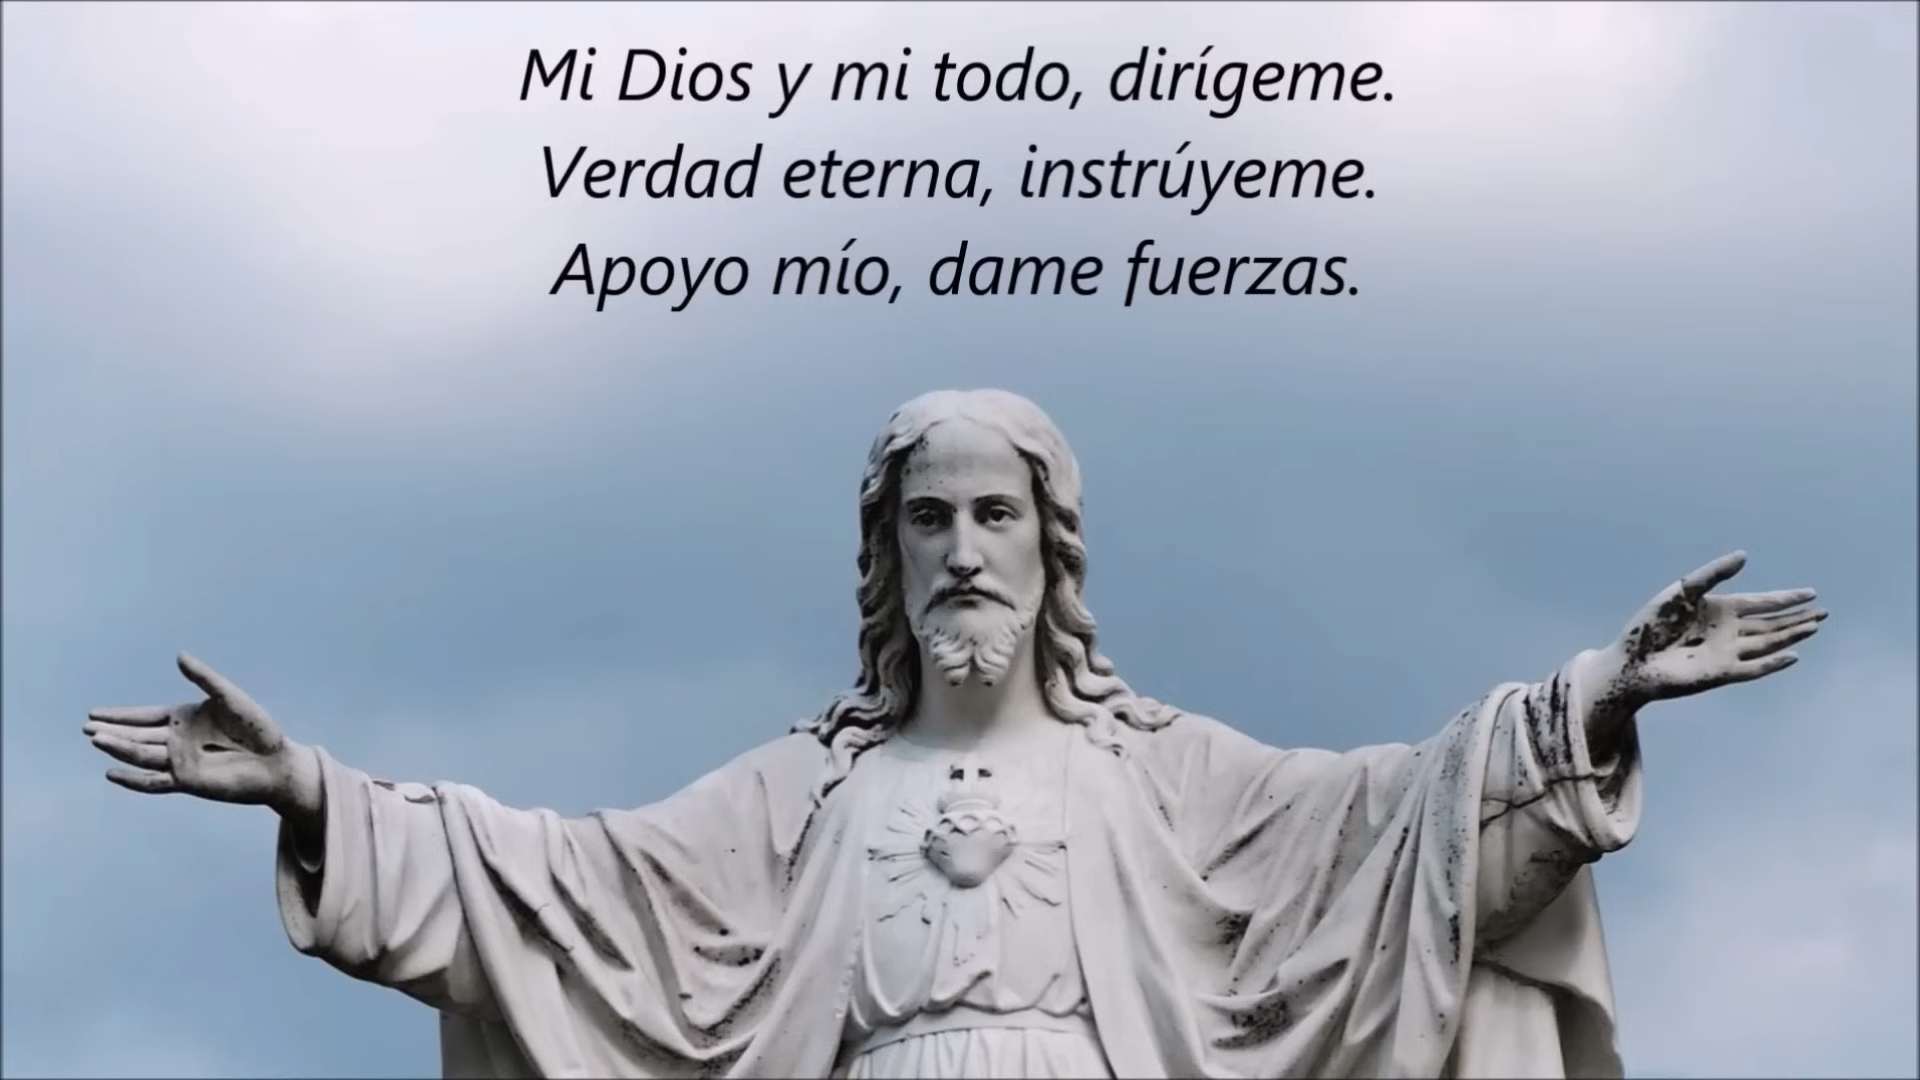 Mi Dios y mi todo, dirígeme.
Verdad eterna, instrúyeme.
Apoyo mío, dame fuerzas.